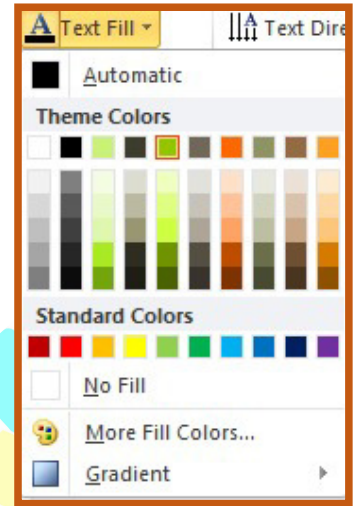 A Text Fill Text Dire
Automatic
Theme Colors
Standard Colors
No Fill
More Fill Colors...
Gradient